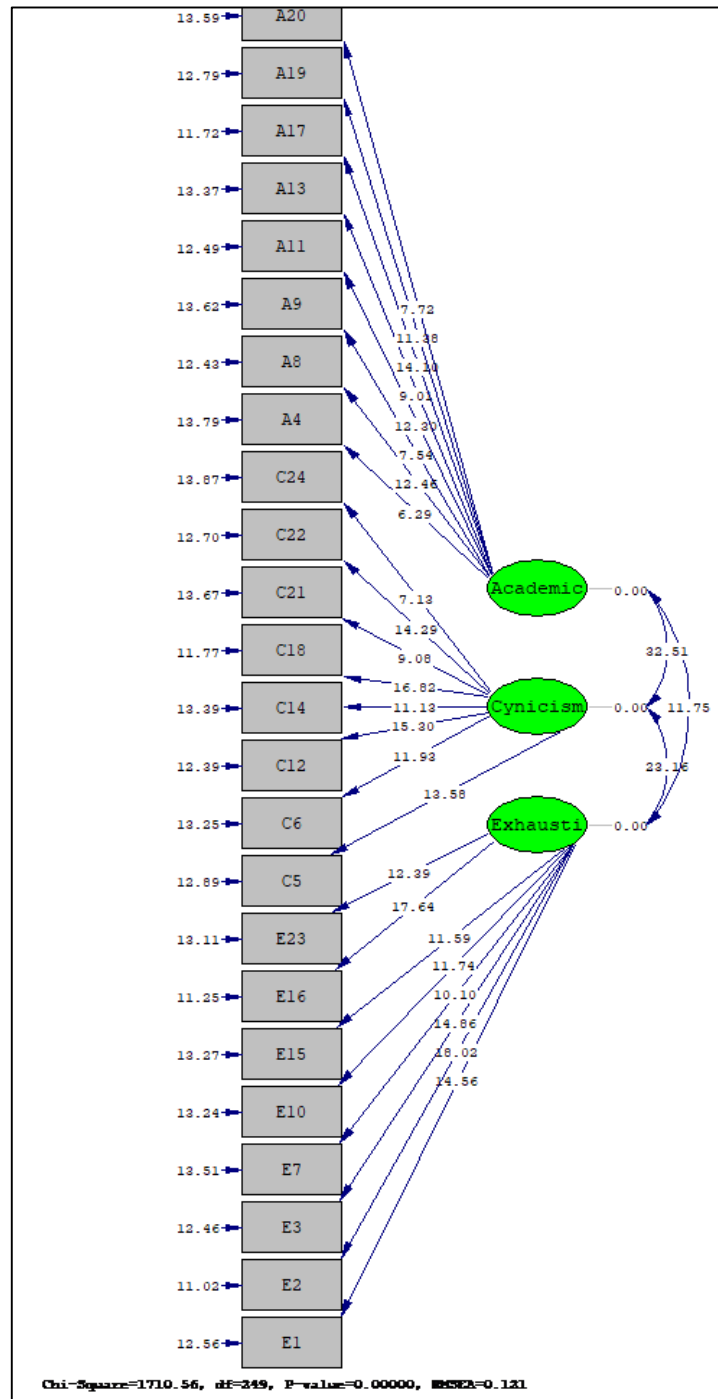 13.59 A20
12.79 A19
11.72 A17
13.37 A13
12.49 A11
13.62 A9
12.43 A8
13.79 A4
13.87 C24
12.70 C22
13.67 C21
11.77 C18
13.39 C14
12.39 C12
13.25 C6
12.89 C5
13.11 E23
11.25 E16
13.27 E15
13.24 E10
13.51 E7
12.46 E3
11.02 E2
12.56 E1
7.72
11.38
14.10
9.01
12.30
7.54
12.46
6.29
Academic 0.00
7.13
14.29
9.08
16.82
11.13
15.30
11.93
13.58
Cynicism 0.00
32.51
11.75
23.16
Exhausti 0.00
12.39
17.64
11.59
11.74
10.10
14.86
18.02
14.56
Chi-Square=1710.56, df=249, P-value=0.00000, RMSEA=0.121